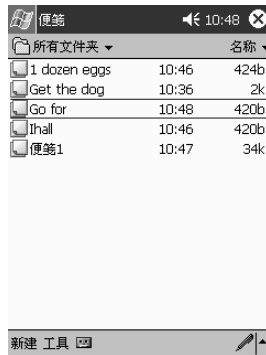 便笺 10:48
所有文件夹 名称
1 dozen eggs 10:46 424b
Get the dog 10:36 2k
Go for 10:48 420b
Ihall 10:46 420b
便笺1 10:47 34k
新建 工具